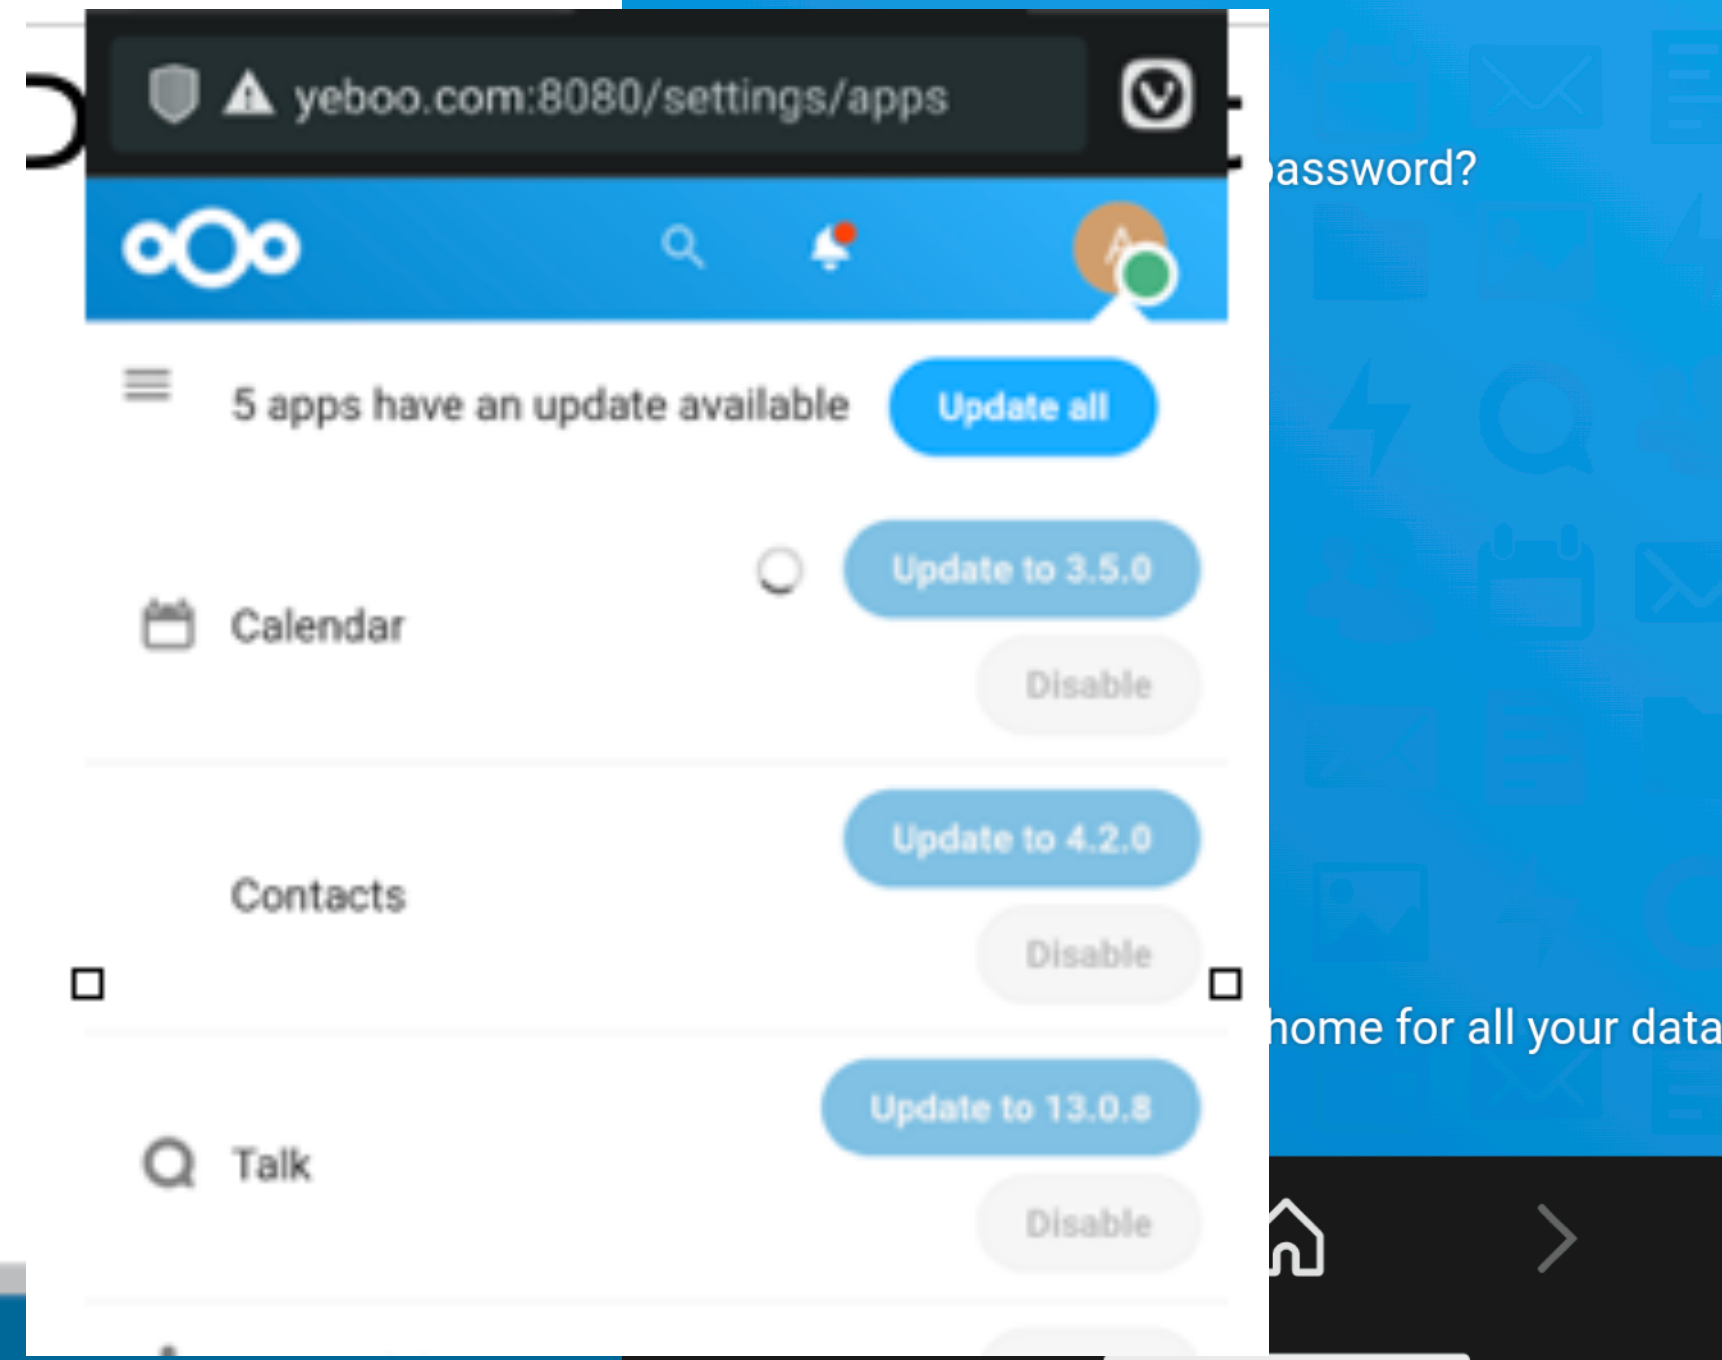 yeboo.com:8080/settings/apps
assword?
5 apps have an update available
Update all
Update to 3.5.0
Calendar
Disable
Update to 4.2.0
Contacts
Disable
home for all your data
Update to 13.0.8
Talk
Disable